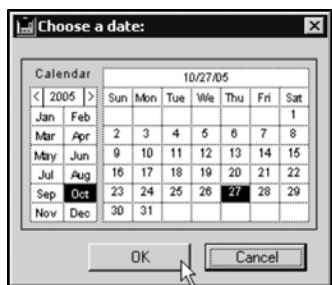 Choose a date:
Calendar
10/27/05
< 2005 > Sun Mon Tue We Thu Fri Sat
Jan Feb 1
Mar Apr 2 3 4 5 6 7 8
May Jun 9 10 11 12 13 14 15
Jul Aug 16 17 18 19 20 21 22
Sep Oct 23 24 25 26 27 28 29
Nov Dec 30 31
OK Cancel